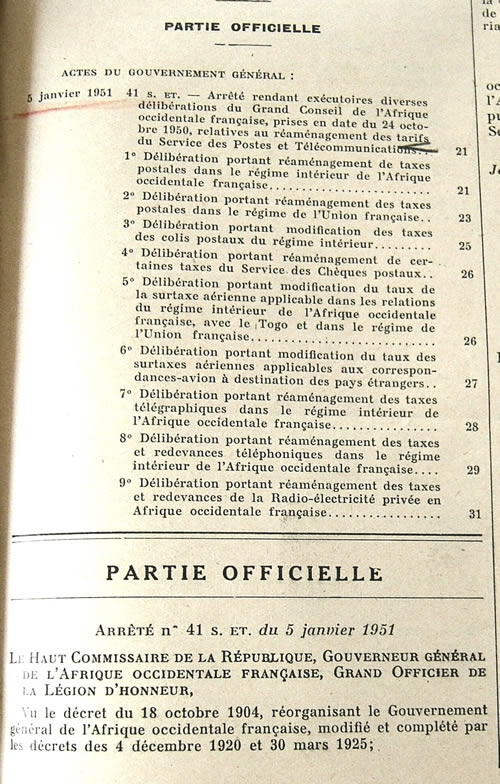 PARTIE OFFICIELLE
ACTES DU GOUVERNEMENT GÉNÉRAL :
5 janvier 1951 41 S. ET. — Arrêté rendant exécutoires diverses
délibérations du Grand Conseil de l'Afrique
occidentale française, prises en date du 24 octo-
bre 1950, relatives au réaménagement des tarifs
du Service des Postes et Télécommunications.. 21
1° Délibération portant réaménagement de taxes
postales dans le régime intérieur de l'Afrique
occidentale française....................... 21
2° Délibération portant réaménagement des taxes
postales dans le régime de l'Union française.. 23
3° Délibération portant modification des taxes
des colis postaux du régime intérieur......... 25
4° Délibération portant réaménagement de cer-
taines taxes du Service des Chèques postaux.. 26
5° Délibération portant modification du taux de
la surtaxe aérienne applicable dans les relations
du régime intérieur de l'Afrique occidentale
française, avec le Togo et dans le régime de
l'Union française.......................... 26
6° Délibération portant modification du taux des
surtaxes aériennes applicables aux correspon-
dances-avion à destination des pays étrangers.. 27
7° Délibération portant réaménagement des taxes
télégraphiques dans le régime intérieur de
l'Afrique occidentale française................ 28
8° Délibération portant réaménagement des taxes
et redevances téléphoniques dans le régime
intérieur de l'Afrique occidentale française.... 29
9° Délibération portant réaménagement des taxes
et redevances de la Radio-électricité privée en
Afrique occidentale française................. 31
PARTIE OFFICIELLE
ARRÊTÉ n° 41 S. ET. du 5 janvier 1951
LE HAUT COMMISSAIRE DE LA RÉPUBLIQUE, GOUVERNEUR GÉNÉRAL
DE L'AFRIQUE OCCIDENTALE FRANÇAISE, GRAND OFFICIER DE
LA LÉGION D'HONNEUR,
Vu le décret du 18 octobre 1904, réorganisant le Gouvernement
général de l'Afrique occidentale française, modifié et complété par
les décrets des 4 décembre 1920 et 30 mars 1925;